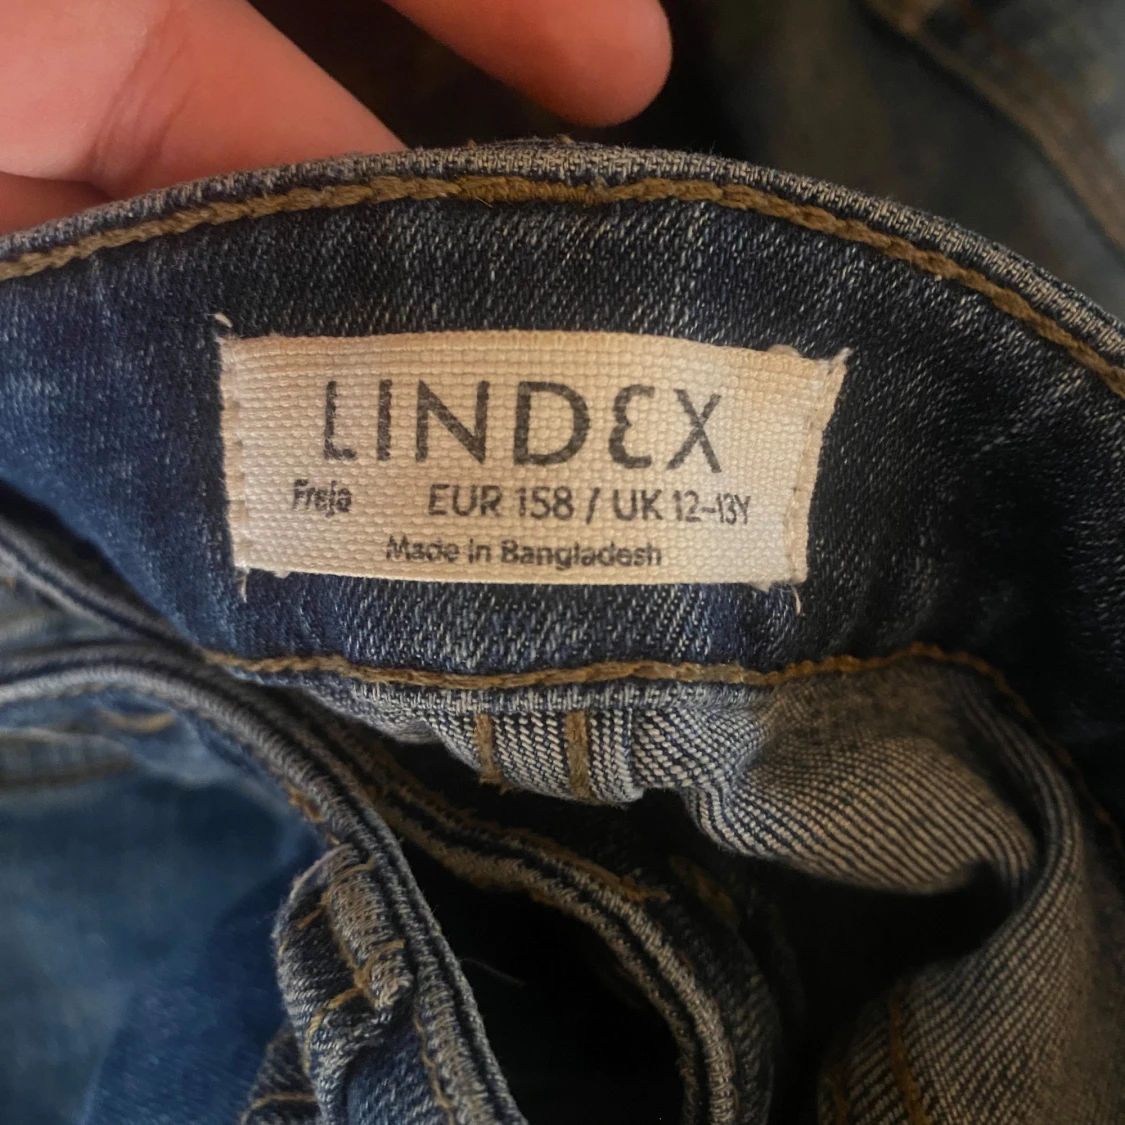 LINDEX
Freja EUR 158 / UK 12-13Y
Made in Bangladesh